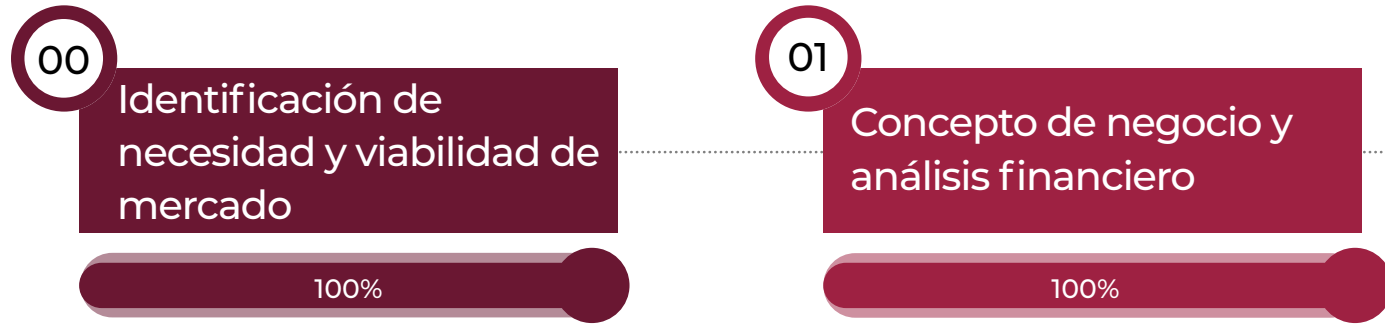 00
Identificación de
necesidad y viabilidad de
mercado
100%
01
Concepto de negocio y
análisis financiero
100%